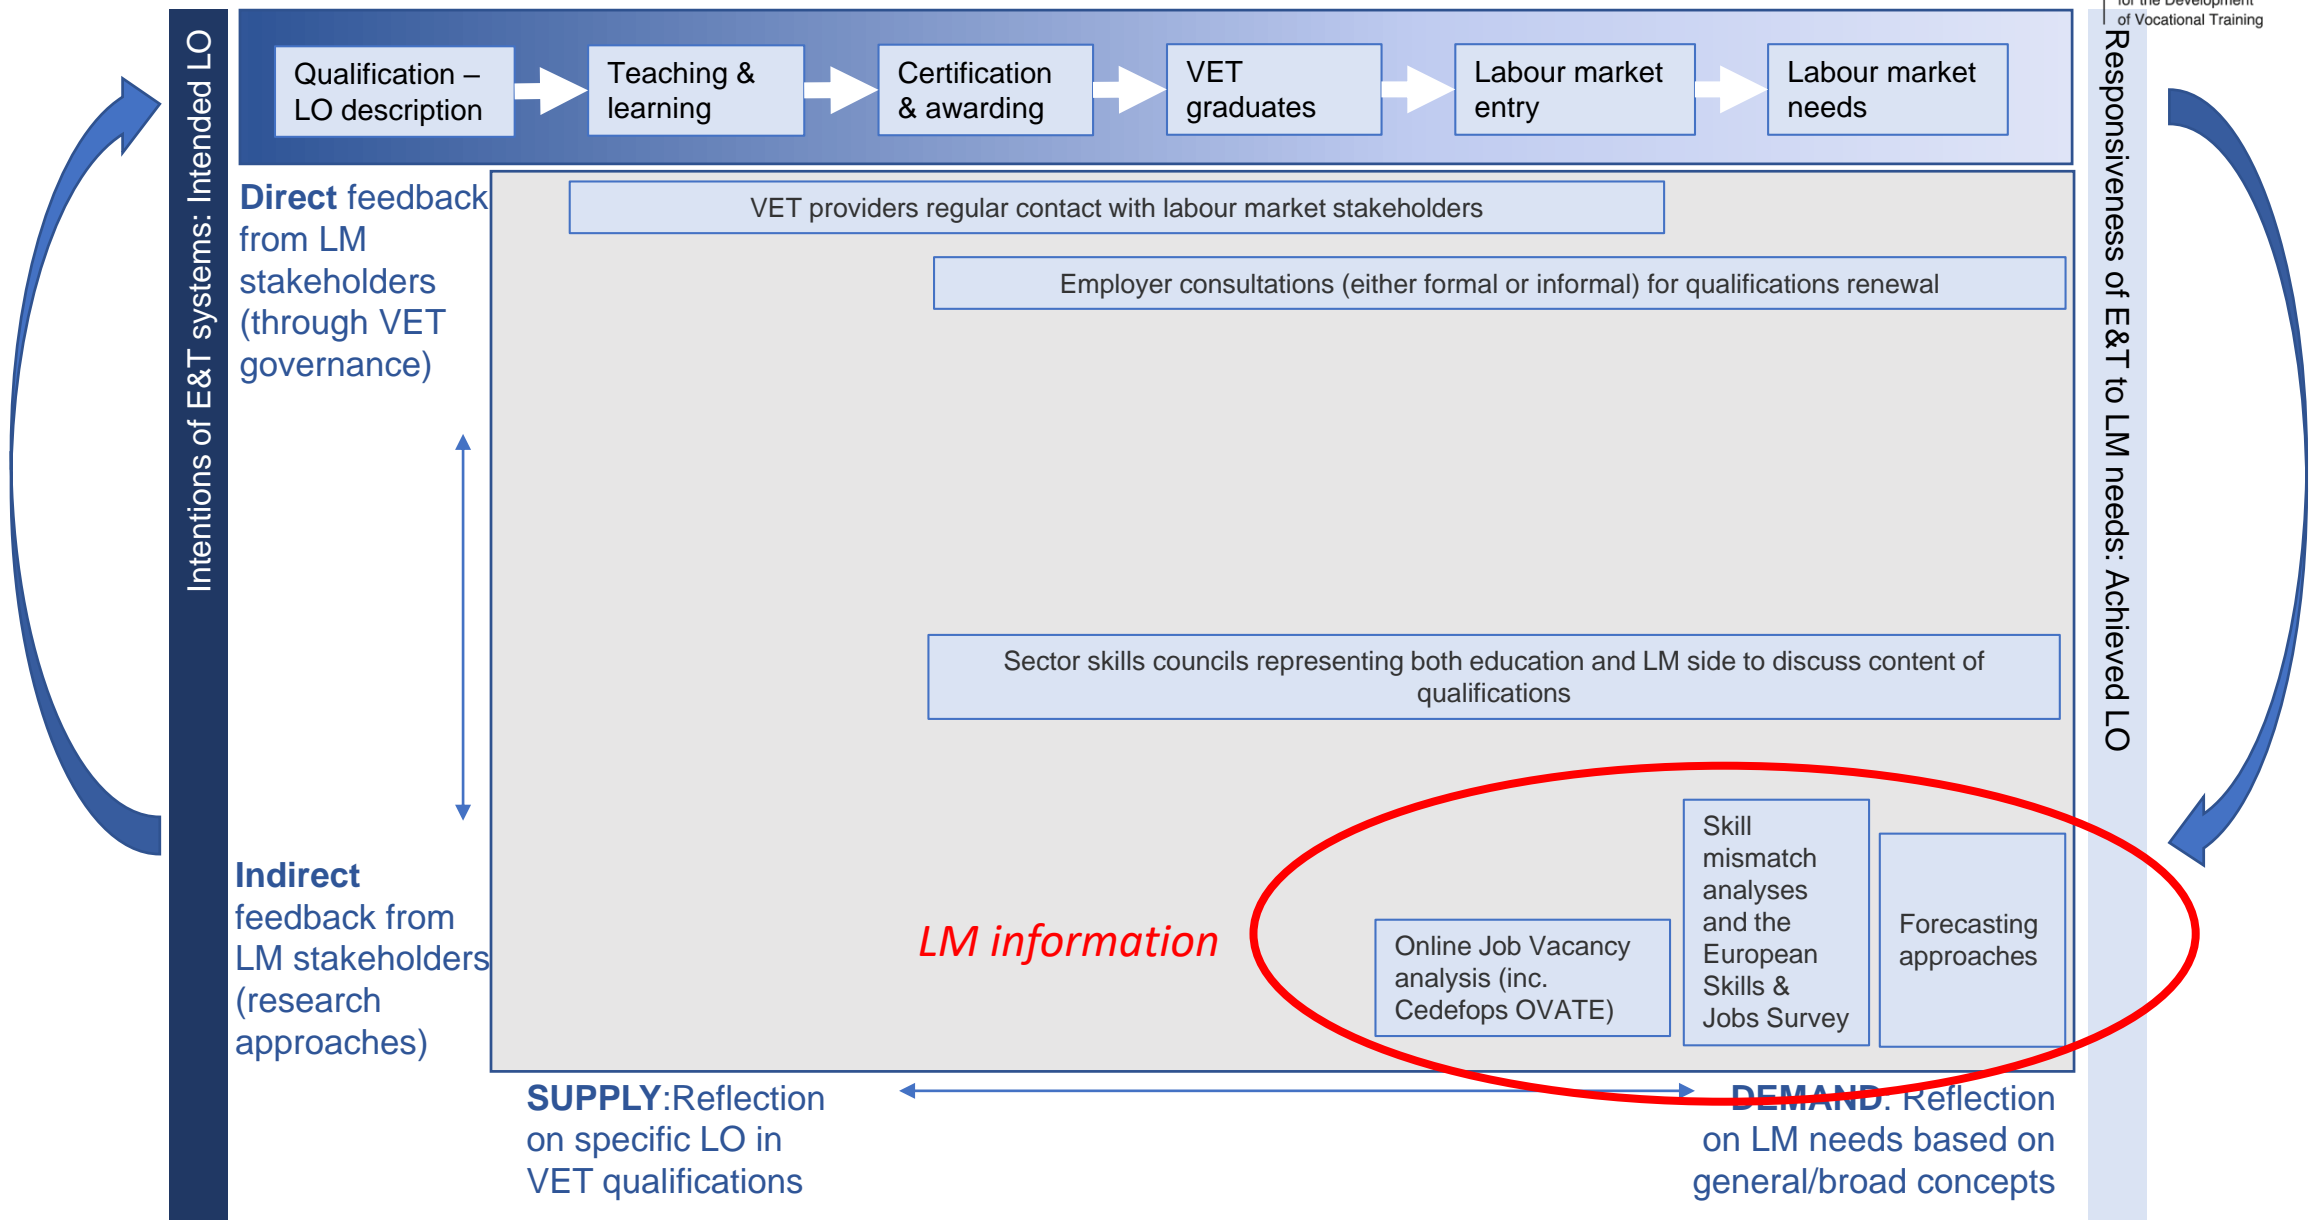 for the Development
of Vocational Training
Intentions of E&T systems: Intended LO
Qualification –
LO description
Teaching &
learning
Certification
& awarding
VET
graduates
Labour market
entry
Labour market
needs
Responsiveness of E&T to LM needs: Achieved LO
Direct feedback
from LM
stakeholders
(through VET
governance)
VET providers regular contact with labour market stakeholders
Employer consultations (either formal or informal) for qualifications renewal
Sector skills councils representing both education and LM side to discuss content of
qualifications
Indirect
feedback from
LM stakeholders
(research
approaches)
LM information
Online Job Vacancy
analysis (inc.
Cedefops OVATE)
Skill
mismatch
analyses
and the
European
Skills &
Jobs Survey
Forecasting
approaches
SUPPLY:Reflection
on specific LO in
VET qualifications
DEMAND: Reflection
on LM needs based on
general/broad concepts